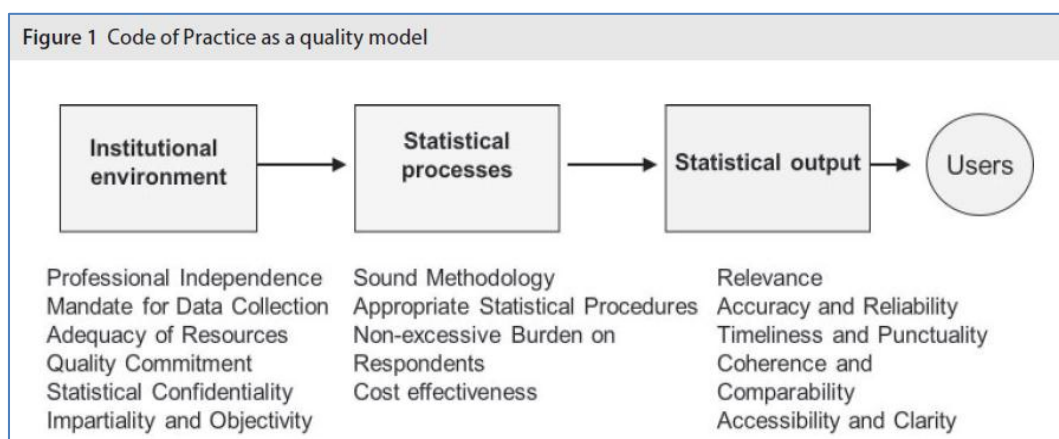 Figure 1 Code of Practice as a quality model
Institutional
environment
Statistical
processes
Statistical output
Users
Professional Independence
Mandate for Data Collection
Adequacy of Resources
Quality Commitment
Statistical Confidentiality
Impartiality and Objectivity
Sound Methodology
Appropriate Statistical Procedures
Non-excessive Burden on
Respondents
Cost effectiveness
Relevance
Accuracy and Reliability
Timeliness and Punctuality
Coherence and
Comparability
Accessibility and Clarity